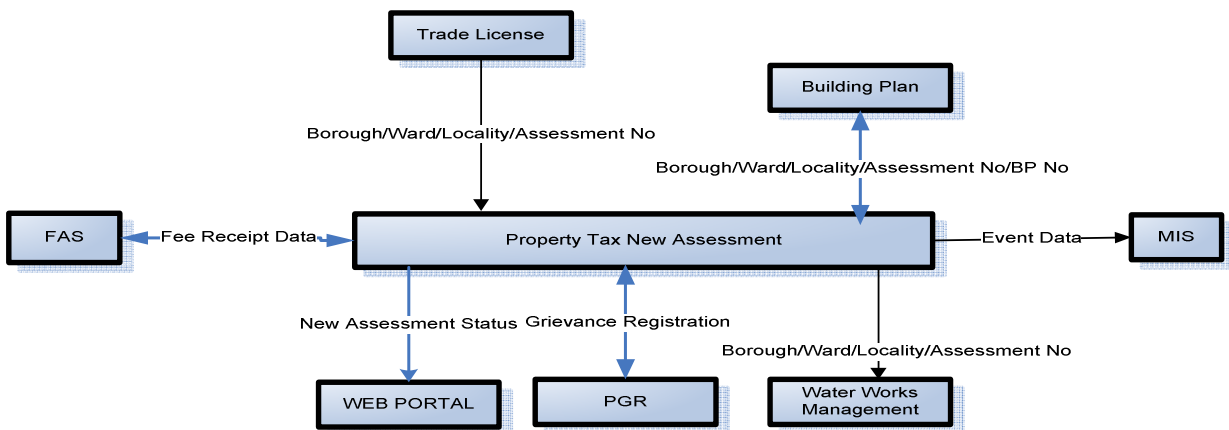 Trade License
Building Plan
Borough/Ward/Locality/Assessment No
Borough/Ward/Locality/Assessment No/BP No
FAS
Fee Receipt Data
Property Tax New Assessment
Event Data
MIS
New Assessment Status
Grievance Registration
Borough/Ward/Locality/Assessment No
WEB PORTAL
PGR
Water Works
Management